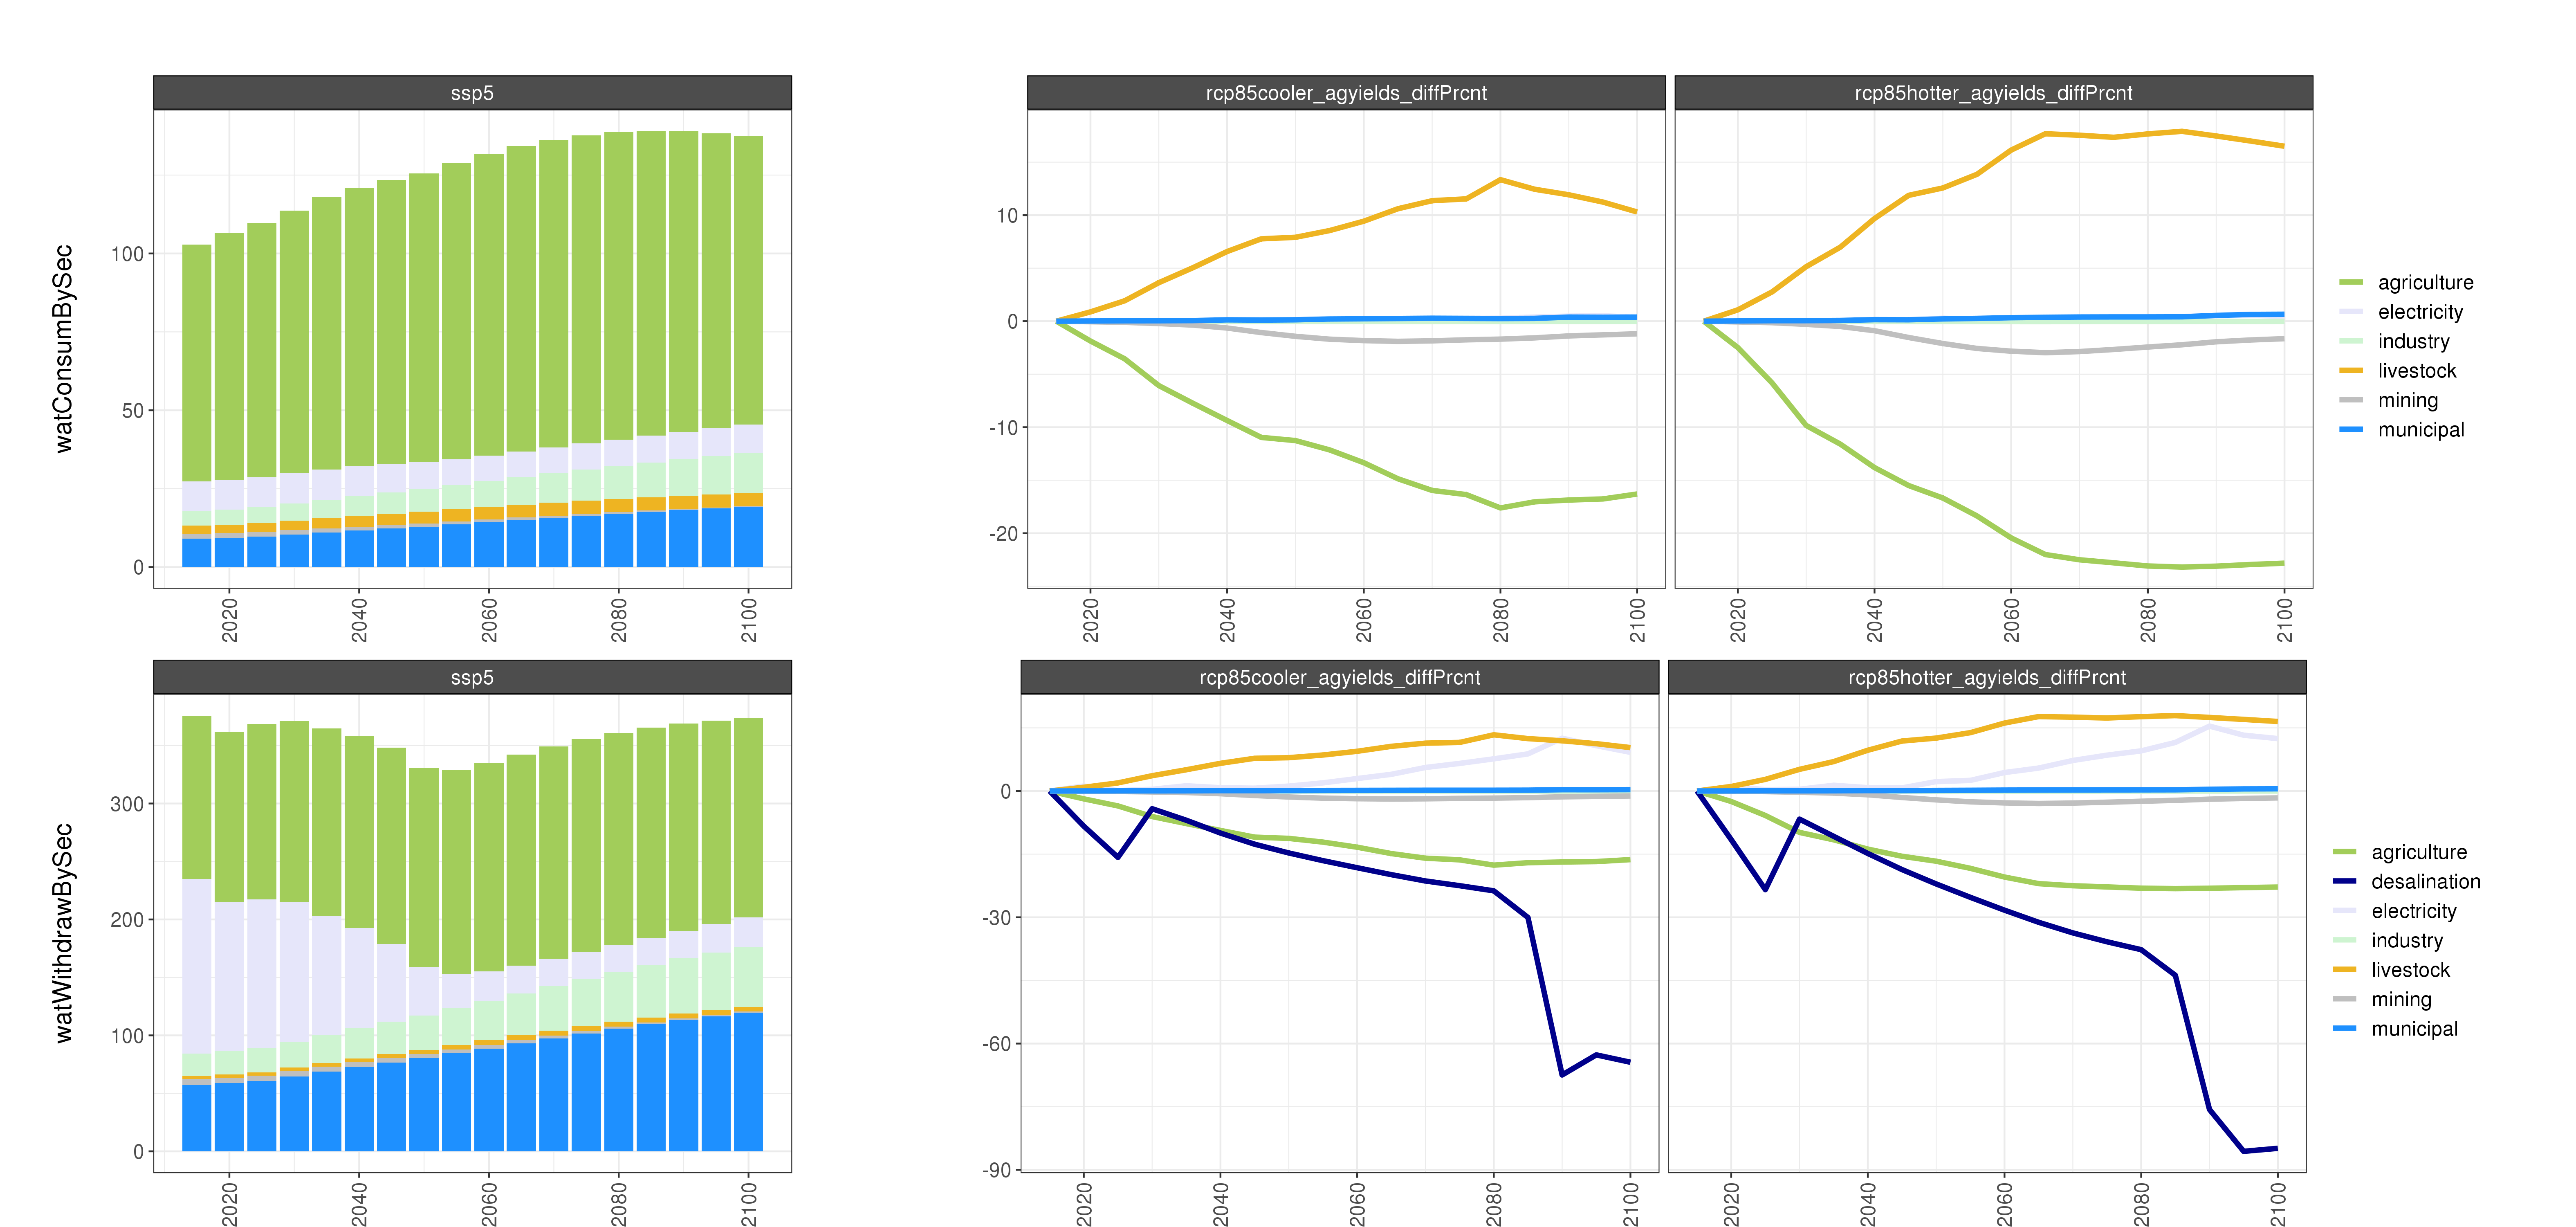 ssp5
rcp85cooler_agyields_diffPrcnt
rcp85hotter_agyields_diffPrcnt
watConsumBySec
100
50
0
2020
2040
2060
2080
2100
10
0
-10
-20
2020
2040
2060
2080
2100
2020
2040
2060
2080
2100
agriculture
electricity
industry
livestock
mining
municipal
ssp5
rcp85cooler_agyields_diffPrcnt
rcp85hotter_agyields_diffPrcnt
watWithdrawBySec
300
200
100
0
2020
2040
2060
2080
2100
0
-30
-60
-90
2020
2040
2060
2080
2100
2020
2040
2060
2080
2100
agriculture
desalination
electricity
industry
livestock
mining
municipal